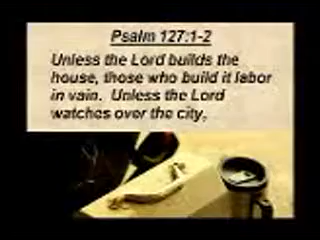 Psalm 127:1-2
Unless the Lord builds the
house, those who build it labor
in vain.  Unless the Lord
watches over the city,